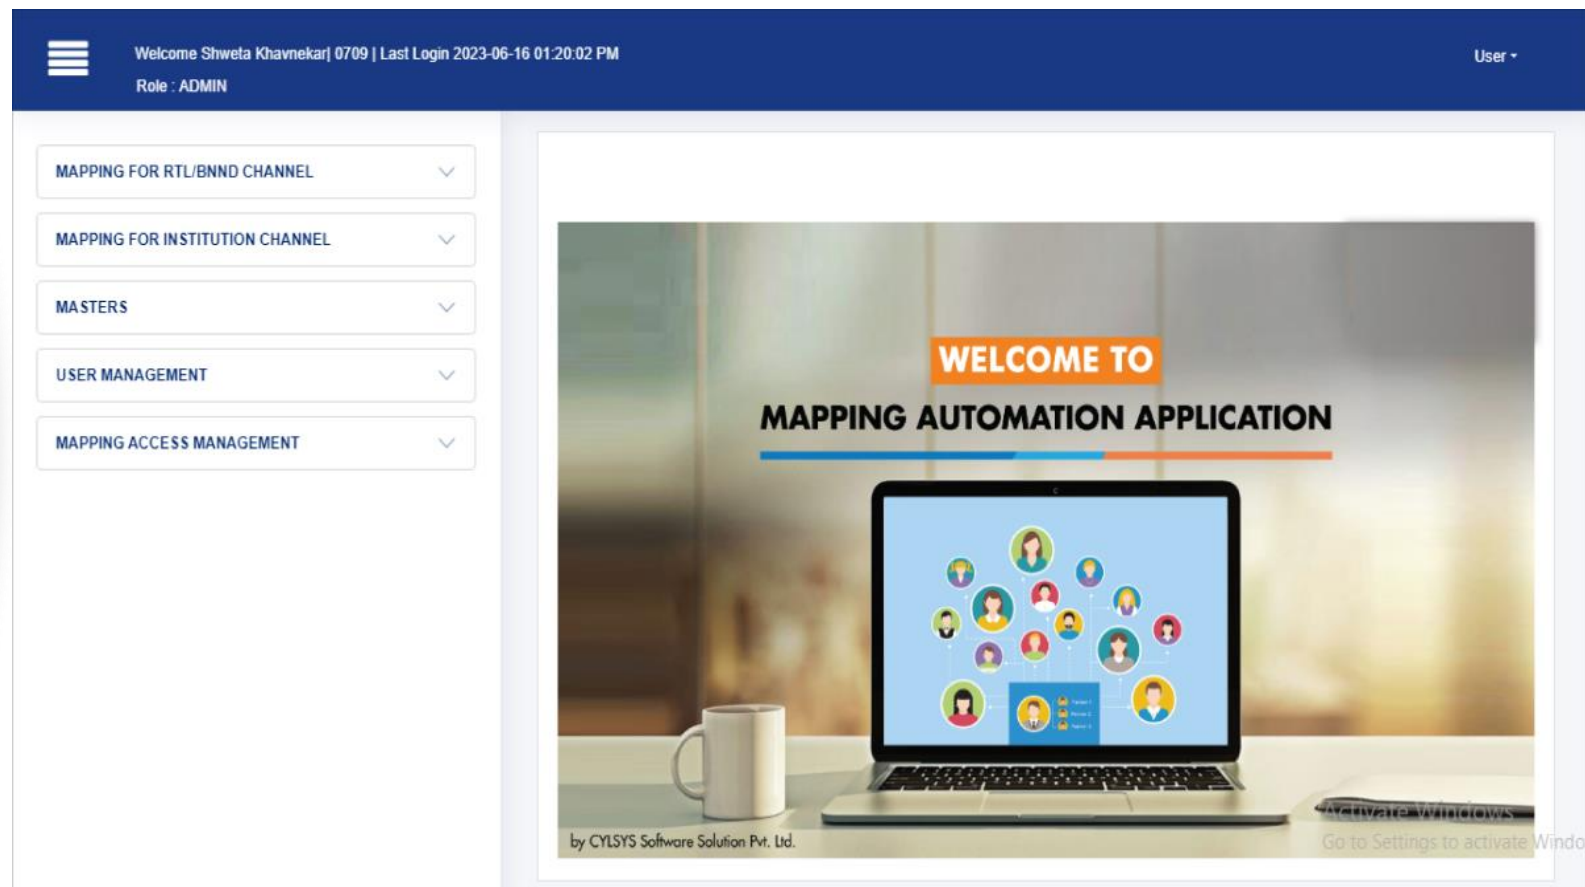 Welcome Shweta Khavnekar| 0709 | Last Login 2023-06-16 01:20:02 PM
Role : ADMIN
User
MAPPING FOR RTL/BNND CHANNEL
MAPPING FOR INSTITUTION CHANNEL
MASTERS
USER MANAGEMENT
MAPPING ACCESS MANAGEMENT
WELCOME TO
MAPPING AUTOMATION APPLICATION
by CYLSYS Software Solution Pvt. Ltd.
Activate Windows
Go to Settings to activate Windo